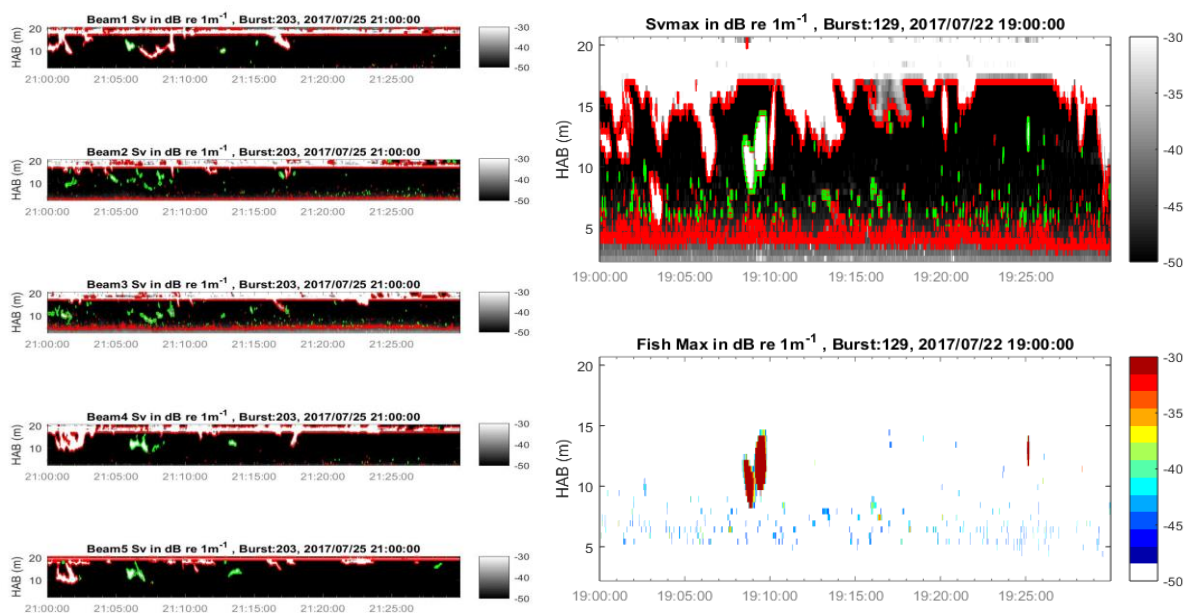 Beam1 Sv in dB re 1m-1 , Burst:203, 2017/07/25 21:00:00
HAB (m)
20
10
-30
-40
-50
21:00:00 21:05:00 21:10:00 21:15:00 21:20:00 21:25:00
Beam2 Sv in dB re 1m-1 , Burst:203, 2017/07/25 21:00:00
HAB (m)
20
10
-30
-40
-50
21:00:00 21:05:00 21:10:00 21:15:00 21:20:00 21:25:00
Beam3 Sv in dB re 1m-1 , Burst:203, 2017/07/25 21:00:00
HAB (m)
20
10
-30
-40
-50
21:00:00 21:05:00 21:10:00 21:15:00 21:20:00 21:25:00
Beam4 Sv in dB re 1m-1 , Burst:203, 2017/07/25 21:00:00
HAB (m)
20
10
-30
-40
-50
21:00:00 21:05:00 21:10:00 21:15:00 21:20:00 21:25:00
Beam5 Sv in dB re 1m-1 , Burst:203, 2017/07/25 21:00:00
HAB (m)
20
10
-30
-40
-50
21:00:00 21:05:00 21:10:00 21:15:00 21:20:00 21:25:00
Svmax in dB re 1m-1 , Burst:129, 2017/07/22 19:00:00
HAB (m)
20
15
10
5
-30
-35
-40
-45
-50
19:00:00 19:05:00 19:10:00 19:15:00 19:20:00 19:25:00
Fish Max in dB re 1m-1 , Burst:129, 2017/07/22 19:00:00
HAB (m)
20
15
10
5
-30
-35
-40
-45
-50
19:00:00 19:05:00 19:10:00 19:15:00 19:20:00 19:25:00